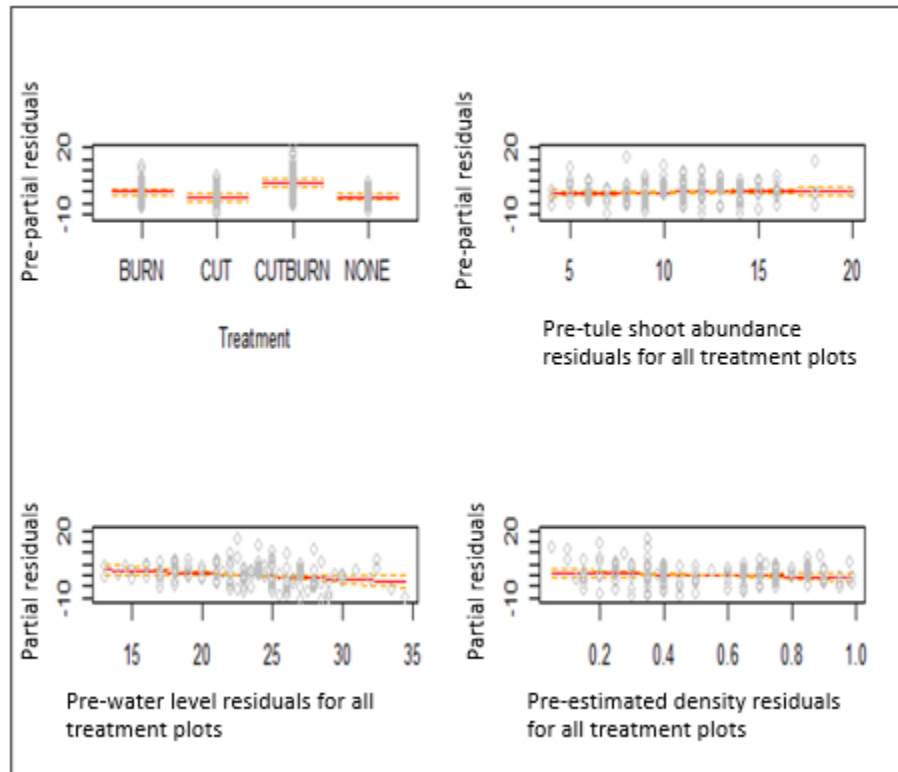 Pre-partial residuals
20
-10
BURN CUT CUTBURN NONE
Treatment
Pre-partial residuals
20
-10
5 10 15 20
Pre-tule shoot abundance
residuals for all treatment plots
Partial residuals
20
-10
15 20 25 30 35
Pre-water level residuals for all
treatment plots
Partial residuals
20
-10
0.2 0.4 0.6 0.8 1.0
Pre-estimated density residuals
for all treatment plots